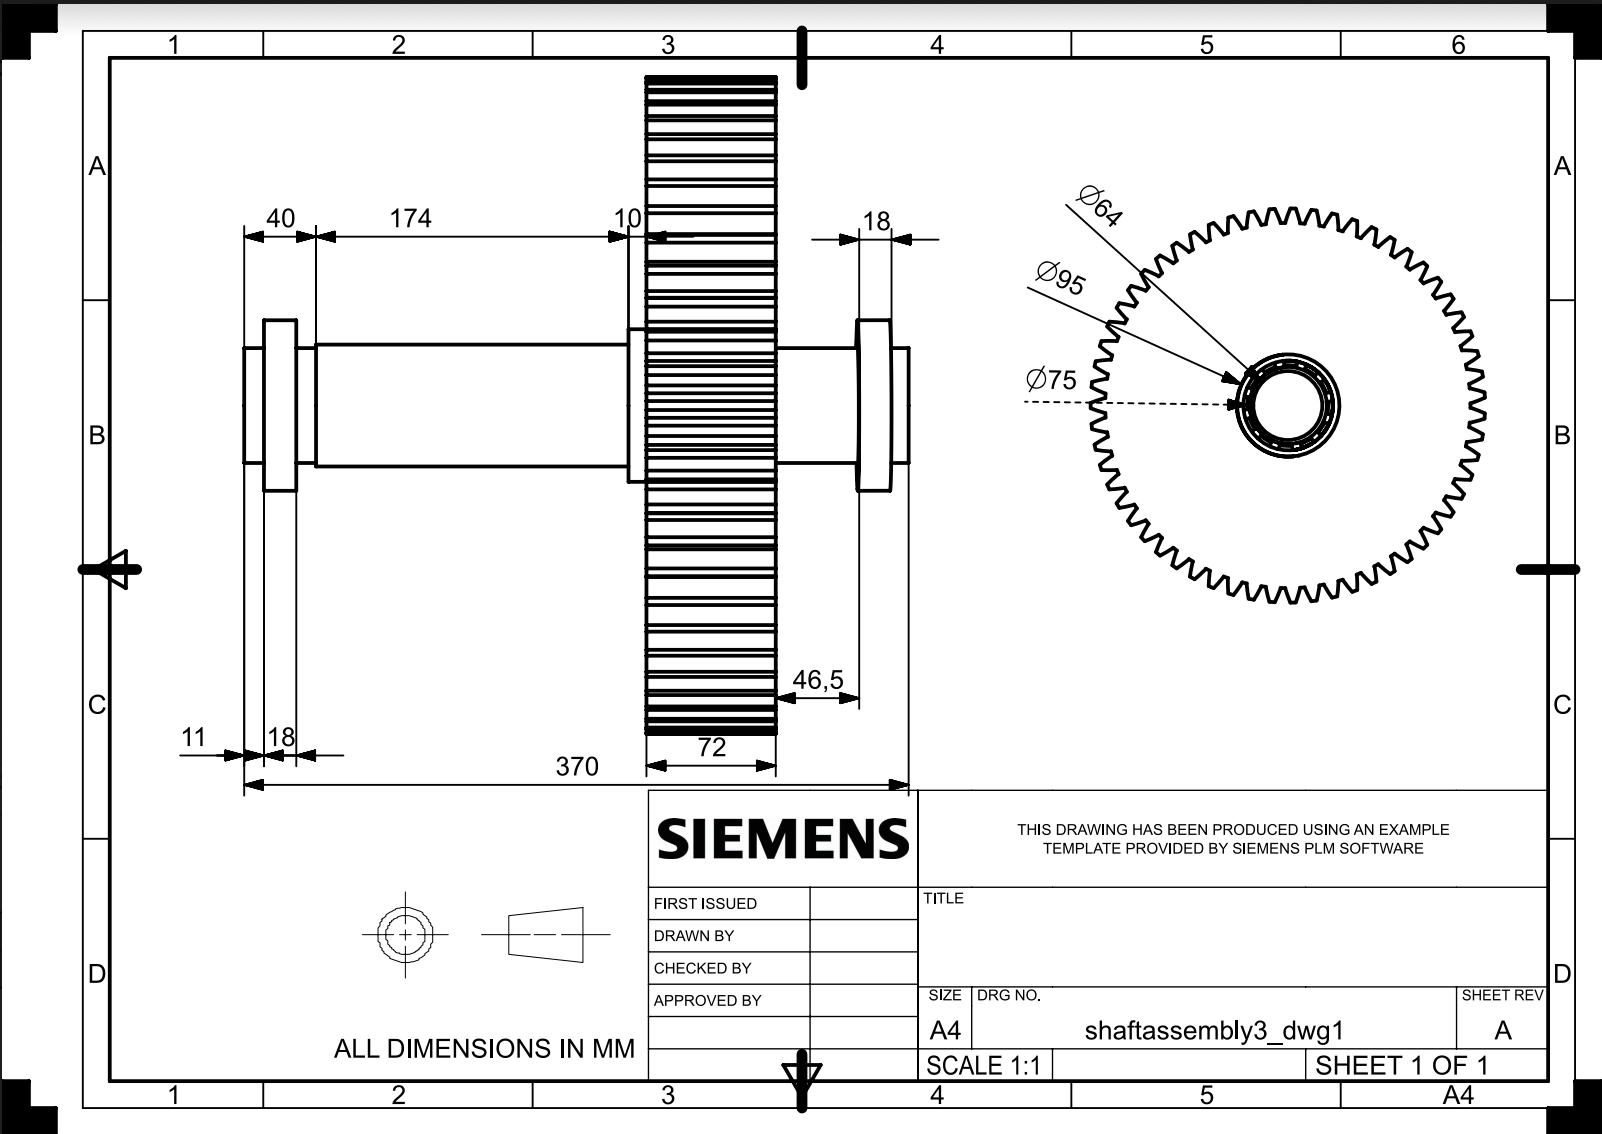 1 2 3 4 5 6
A A
40 174 10 18
Ø64
Ø95
Ø75
B B
46,5
C C
11 18 72
370
SIEMENS
THIS DRAWING HAS BEEN PRODUCED USING AN EXAMPLE
TEMPLATE PROVIDED BY SIEMENS PLM SOFTWARE
FIRST ISSUED
TITLE
DRAWN BY
CHECKED BY
D D
APPROVED BY
SIZE DRG NO. SHEET REV
A4 shaftassembly3_dwg1 A
ALL DIMENSIONS IN MM
SCALE 1:1 SHEET 1 OF 1
1 2 3 4 5 A4